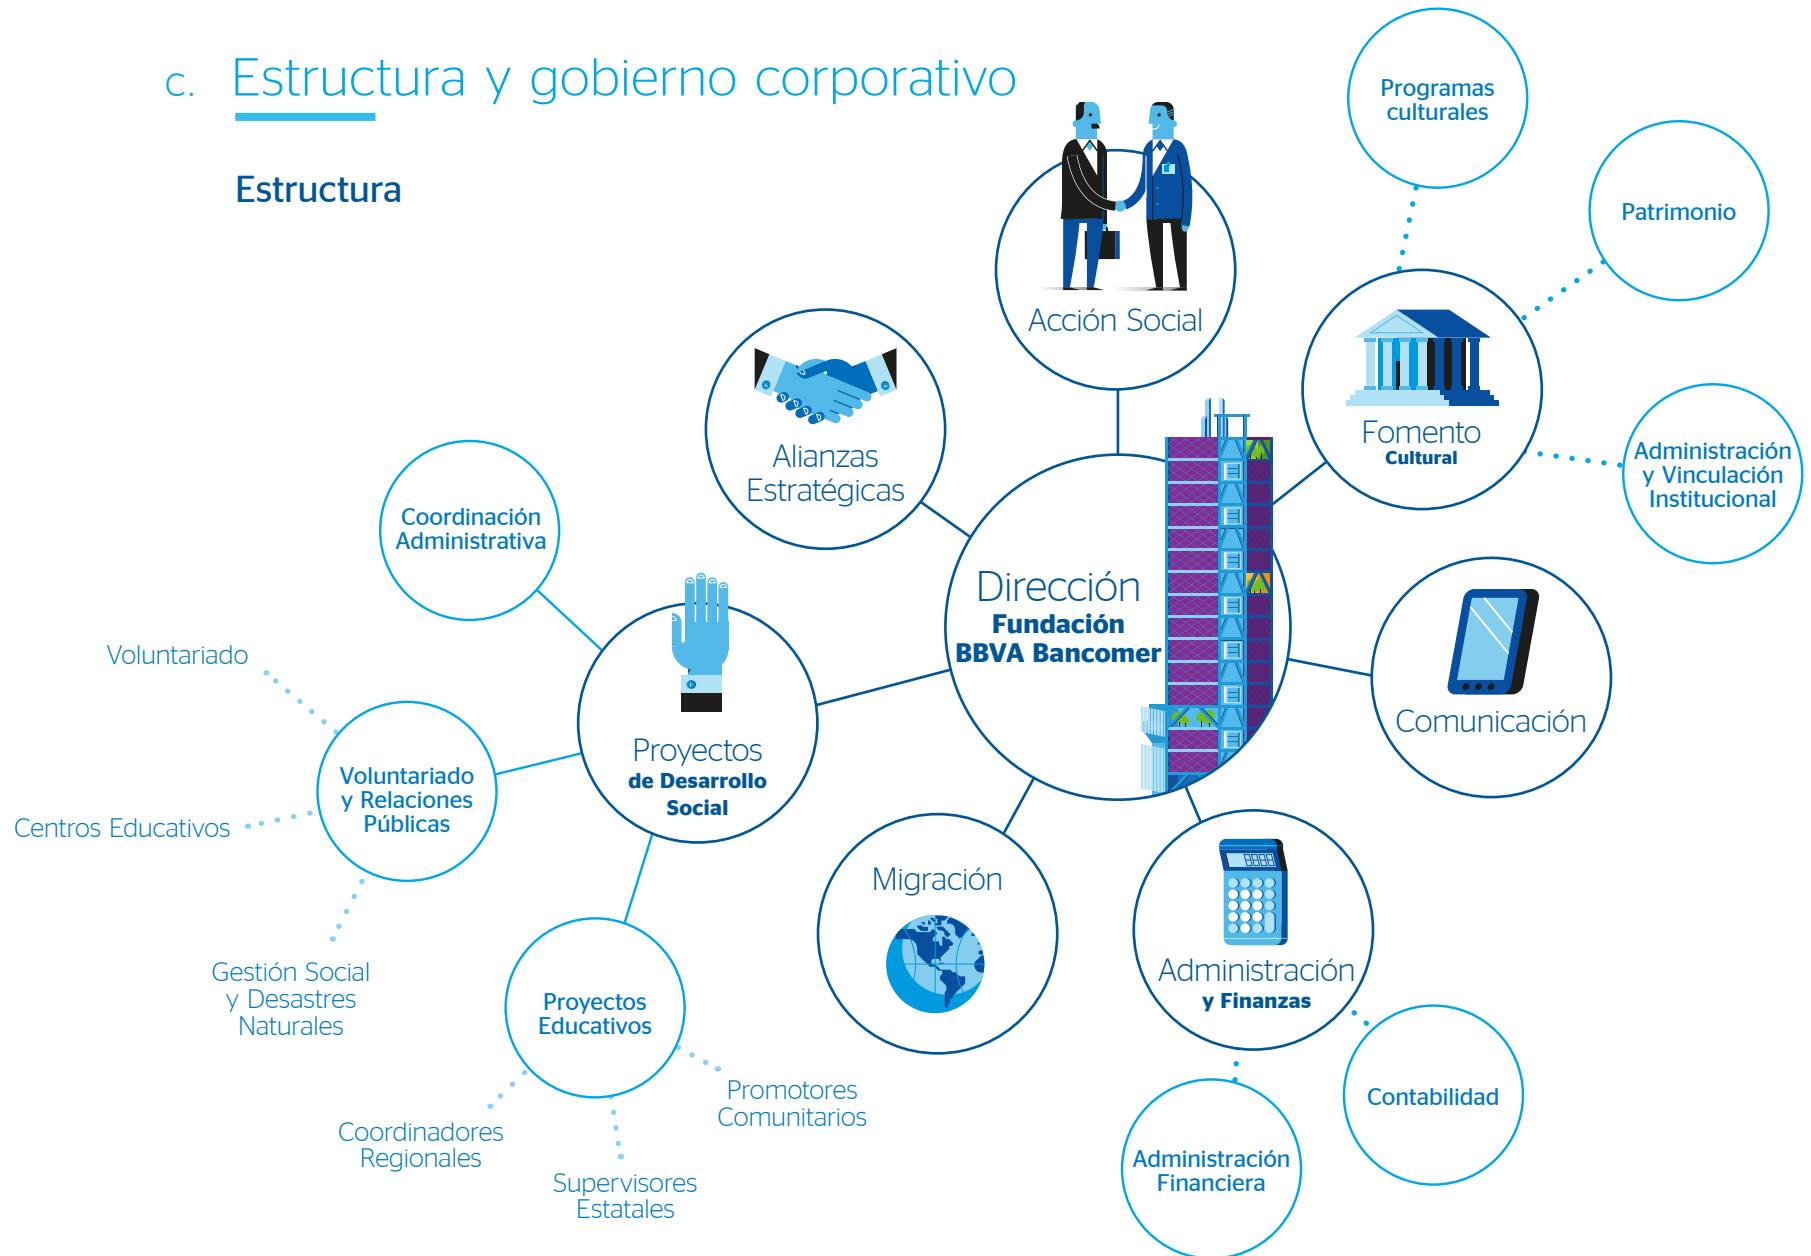 c. Estructura y gobierno corporativo
Estructura
Programas
culturales
Patrimonio
Acción Social
Fomento
Cultural
Administración
y Vinculación
Institucional
Alianzas
Estratégicas
Coordinación
Administrativa
Dirección
Fundación
BBVA Bancomer
Comunicación
Voluntariado
Proyectos
de Desarrollo
Social
Voluntariado
y Relaciones
Públicas
Centros Educativos
Gestión Social
y Desastres
Naturales
Migración
Administración
y Finanzas
Proyectos
Educativos
Promotores
Comunitarios
Coordinadores
Regionales
Supervisores
Estatales
Contabilidad
Administración
Financiera